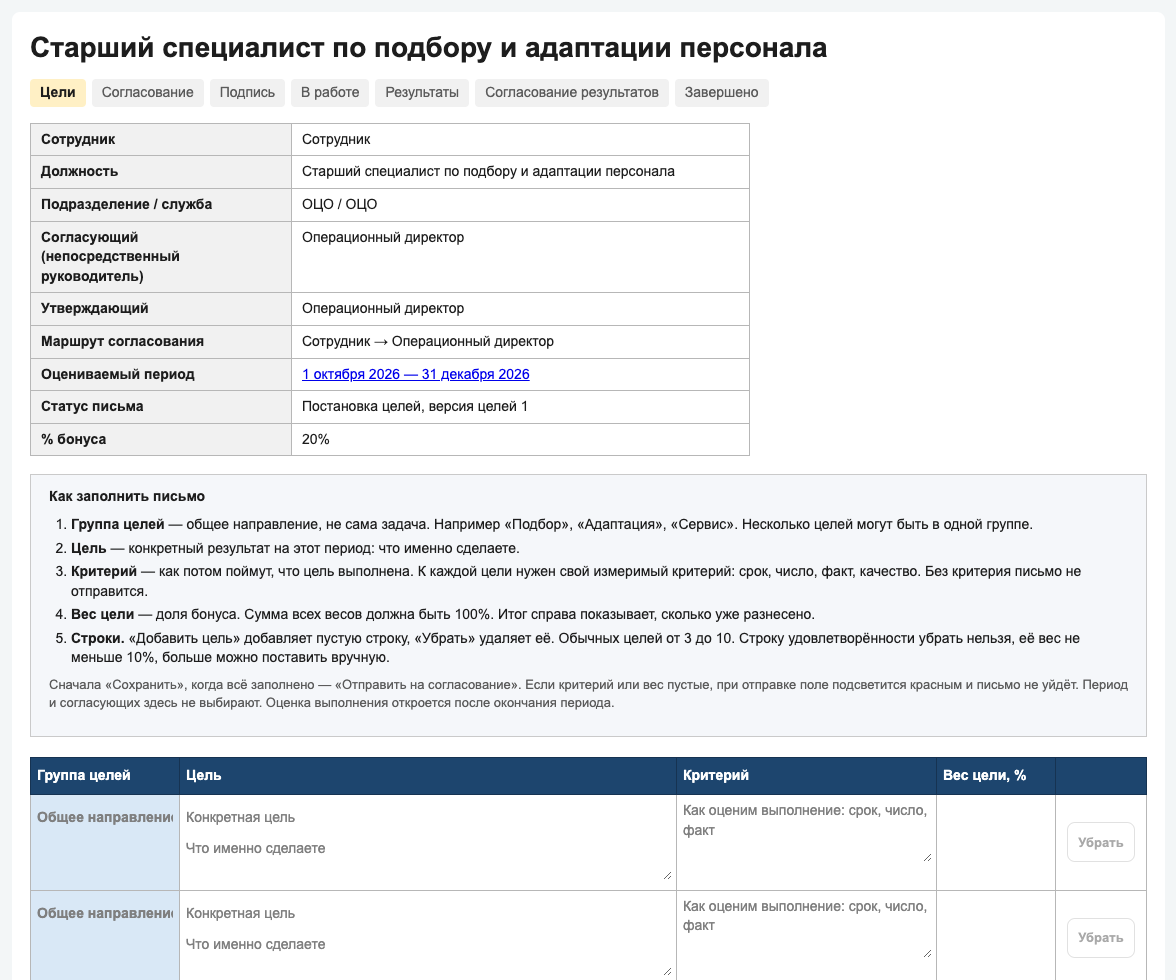 Старший специалист по подбору и адаптации персонала
Цели
Согласование
Подпись
В работе
Результаты
Согласование результатов
Завершено
Сотрудник
Сотрудник
Должность
Старший специалист по подбору и адаптации персонала
Подразделение / служба
ОЦО / ОЦО
Согласующий
(непосредственный
руководитель)
Операционный директор
Утверждающий
Операционный директор
Маршрут согласования
Сотрудник → Операционный директор
Оцениваемый период
1 октября 2026 — 31 декабря 2026
Статус письма
Постановка целей, версия целей 1
% бонуса
20%
Как заполнить письмо
1. Группа целей — общее направление, не сама задача. Например «Подбор», «Адаптация», «Сервис». Несколько целей могут быть в одной группе.
2. Цель — конкретный результат на этот период: что именно сделаете.
3. Критерий — как потом поймут, что цель выполнена. К каждой цели нужен свой измеримый критерий: срок, число, факт, качество. Без критерия письмо не
отправится.
4. Вес цели — доля бонуса. Сумма всех весов должна быть 100%. Итог справа показывает, сколько уже разнесено.
5. Строки. «Добавить цель» добавляет пустую строку, «Убрать» удаляет её. Обычных целей от 3 до 10. Строку удовлетворённости убрать нельзя, её вес не
меньше 10%, больше можно поставить вручную.
Сначала «Сохранить», когда всё заполнено — «Отправить на согласование». Если критерий или вес пустые, при отправке поле подсветится красным и письмо не уйдёт. Период
и согласующих здесь не выбирают. Оценка выполнения откроется после окончания периода.
Группа целей
Цель
Критерий
Вес цели, %
Общее направлени
Конкретная цель
Что именно сделаете
Как оценим выполнение: срок, число,
факт
Убрать
Общее направлени
Конкретная цель
Что именно сделаете
Как оценим выполнение: срок, число,
факт
Убрать